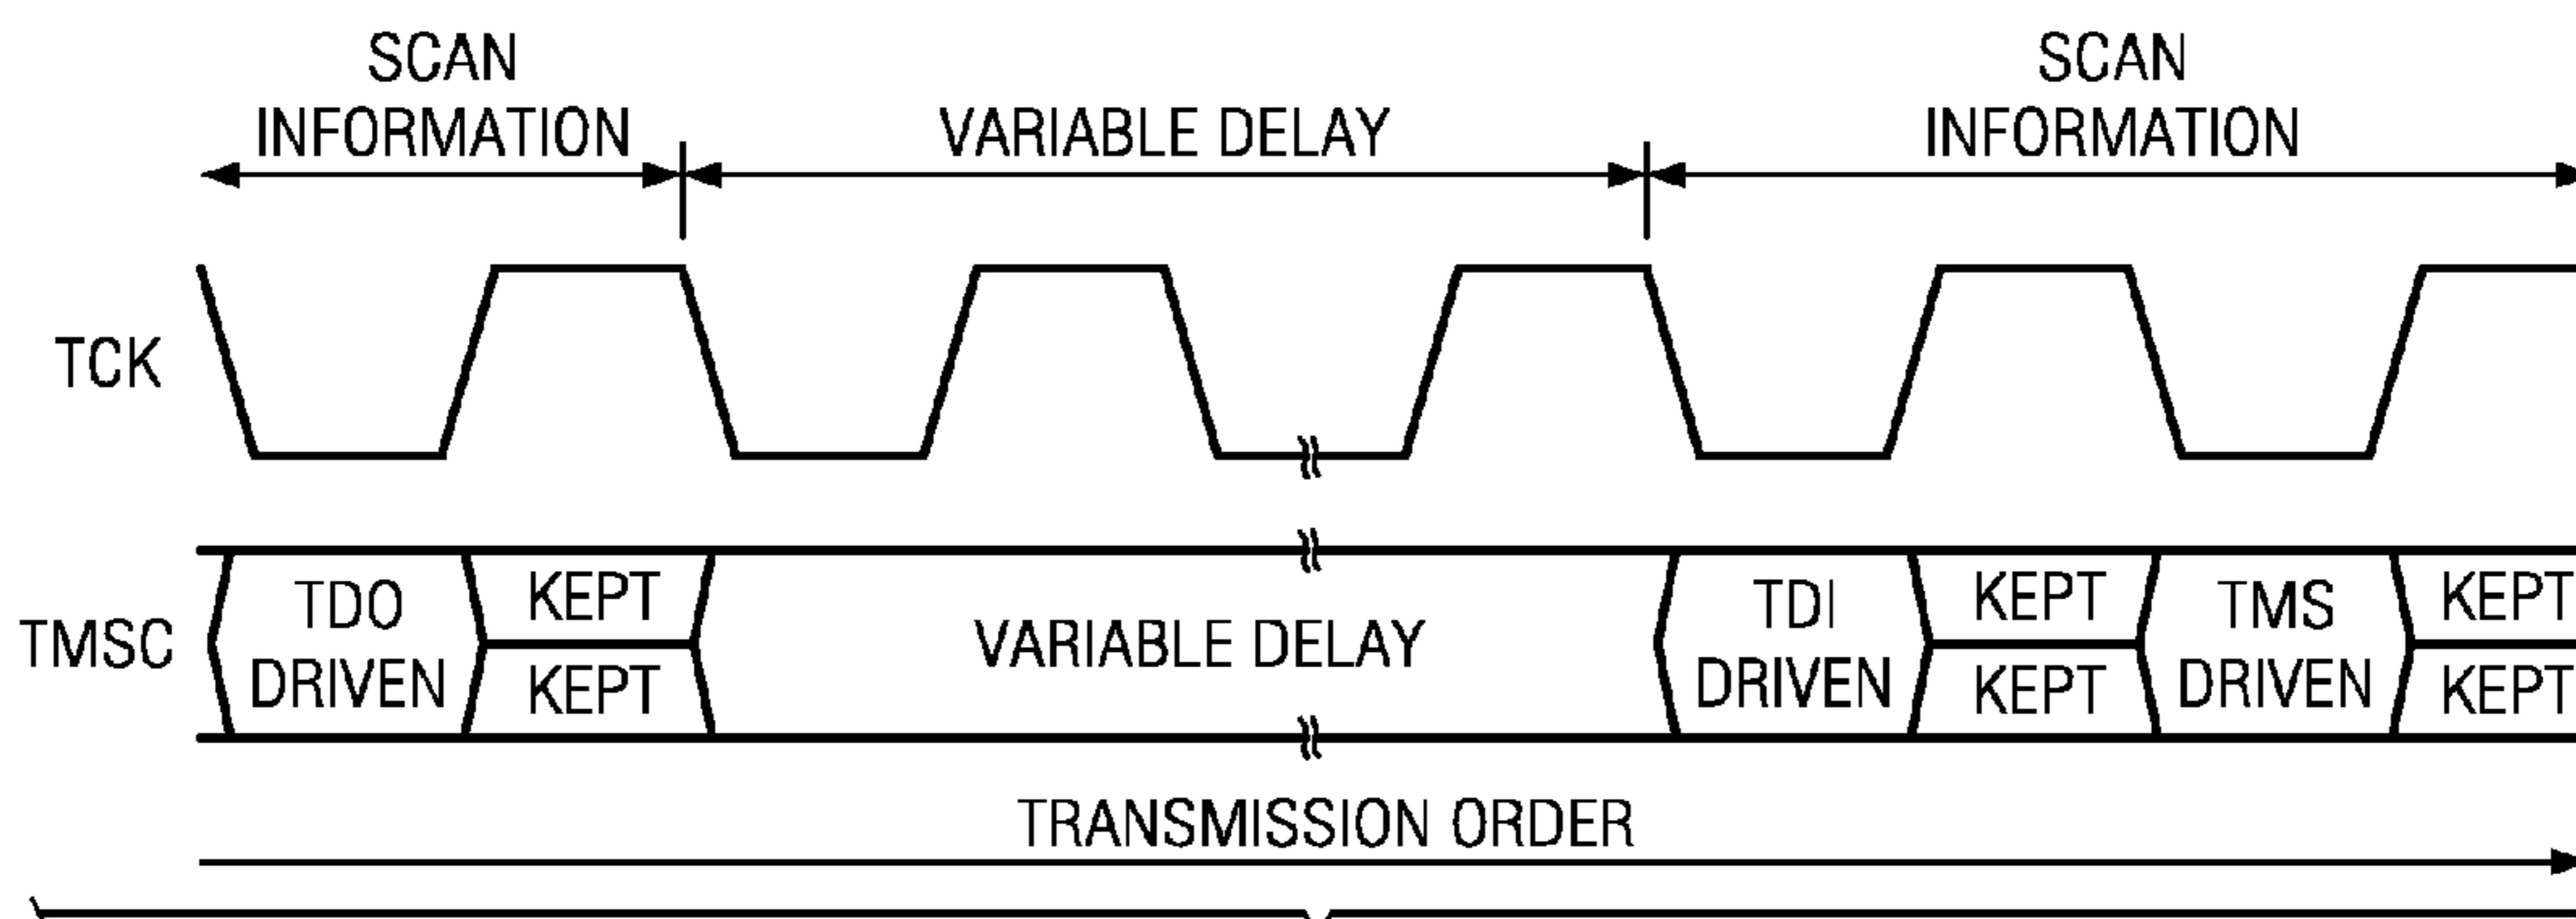 SCAN
INFORMATION
VARIABLE DELAY
SCAN
INFORMATION
TCK
TMSC
TDO
DRIVEN
KEPT
KEPT
VARIABLE DELAY
TDI
DRIVEN
KEPT
KEPT
TMS
DRIVEN
KEPT
KEPT
TRANSMISSION ORDER